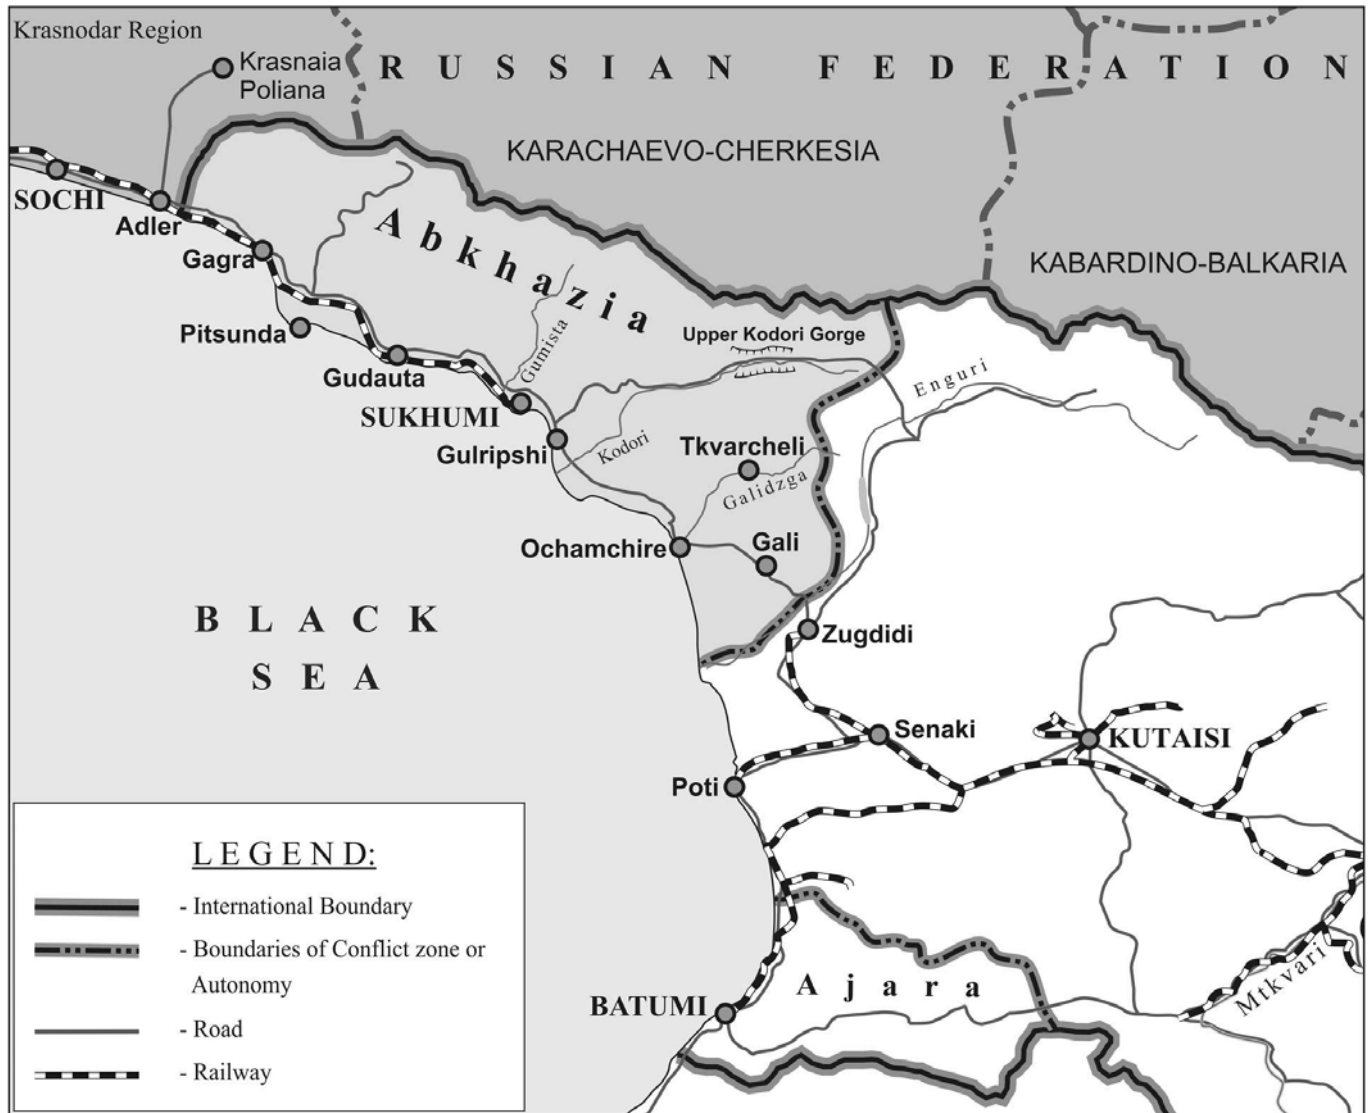 Krasnodar Region
Krasnaia
Poliana
RUSSIAN FEDERATION
KARACHAEVO-CHERKESIA
SOCHI
Adler
Abkhazia
Gagra
KABARDINO-BALKARIA
Pitsunda
Gumista
Upper Kodori Gorge
Gudauta
Enguri
SUKHUMI
Gulripshi
Kodori
Tkvarcheli
Galidzga
Ochamchire
Gali
BLACK
SEA
Zugdidi
Senaki
KUTAISI
Poti
LEGEND:
- International Boundary
- Boundaries of Conflict zone or
Autonomy
- Road
- Railway
Ajara
Mtkvari
BATUMI